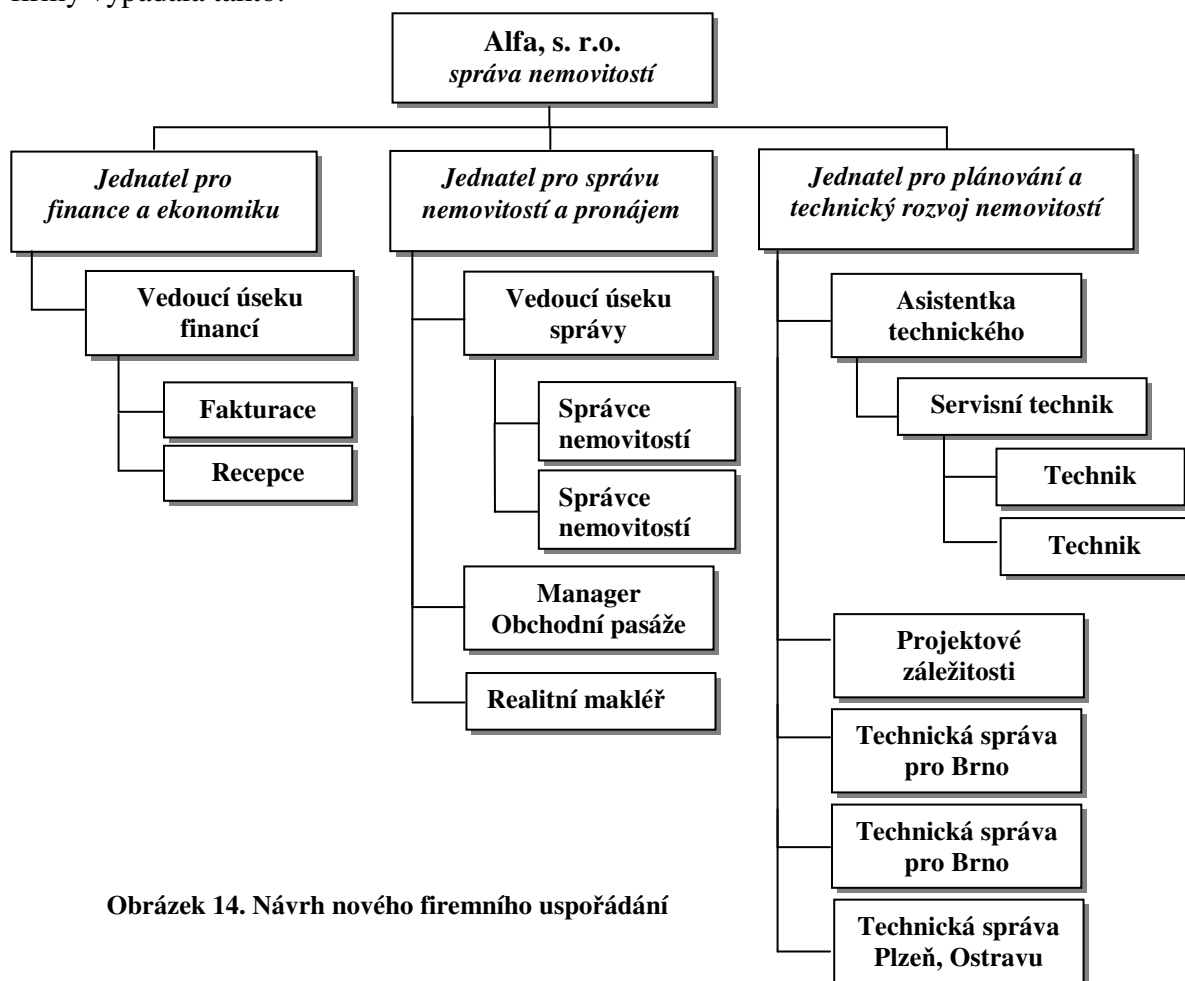 firmy vypadala takto:
Alfa, s. r.o.
správa nemovitostí
Jednatel pro
finance a ekonomiku
Jednatel pro správu
nemovitostí a pronájem
Jednatel pro plánování a
technický rozvoj nemovitostí
Vedoucí úseku
financí
Fakturace
Recepce
Vedoucí úseku
správy
Správce
nemovitostí
Správce
nemovitostí
Manager
Obchodní pasáže
Realitní makléř
Asistentka
technického
Servisní technik
Technik
Technik
Projektové
záležitosti
Technická správa
pro Brno
Technická správa
pro Brno
Technická správa
Plzeň, Ostravu
Obrázek 14. Návrh nového firemního uspořádání